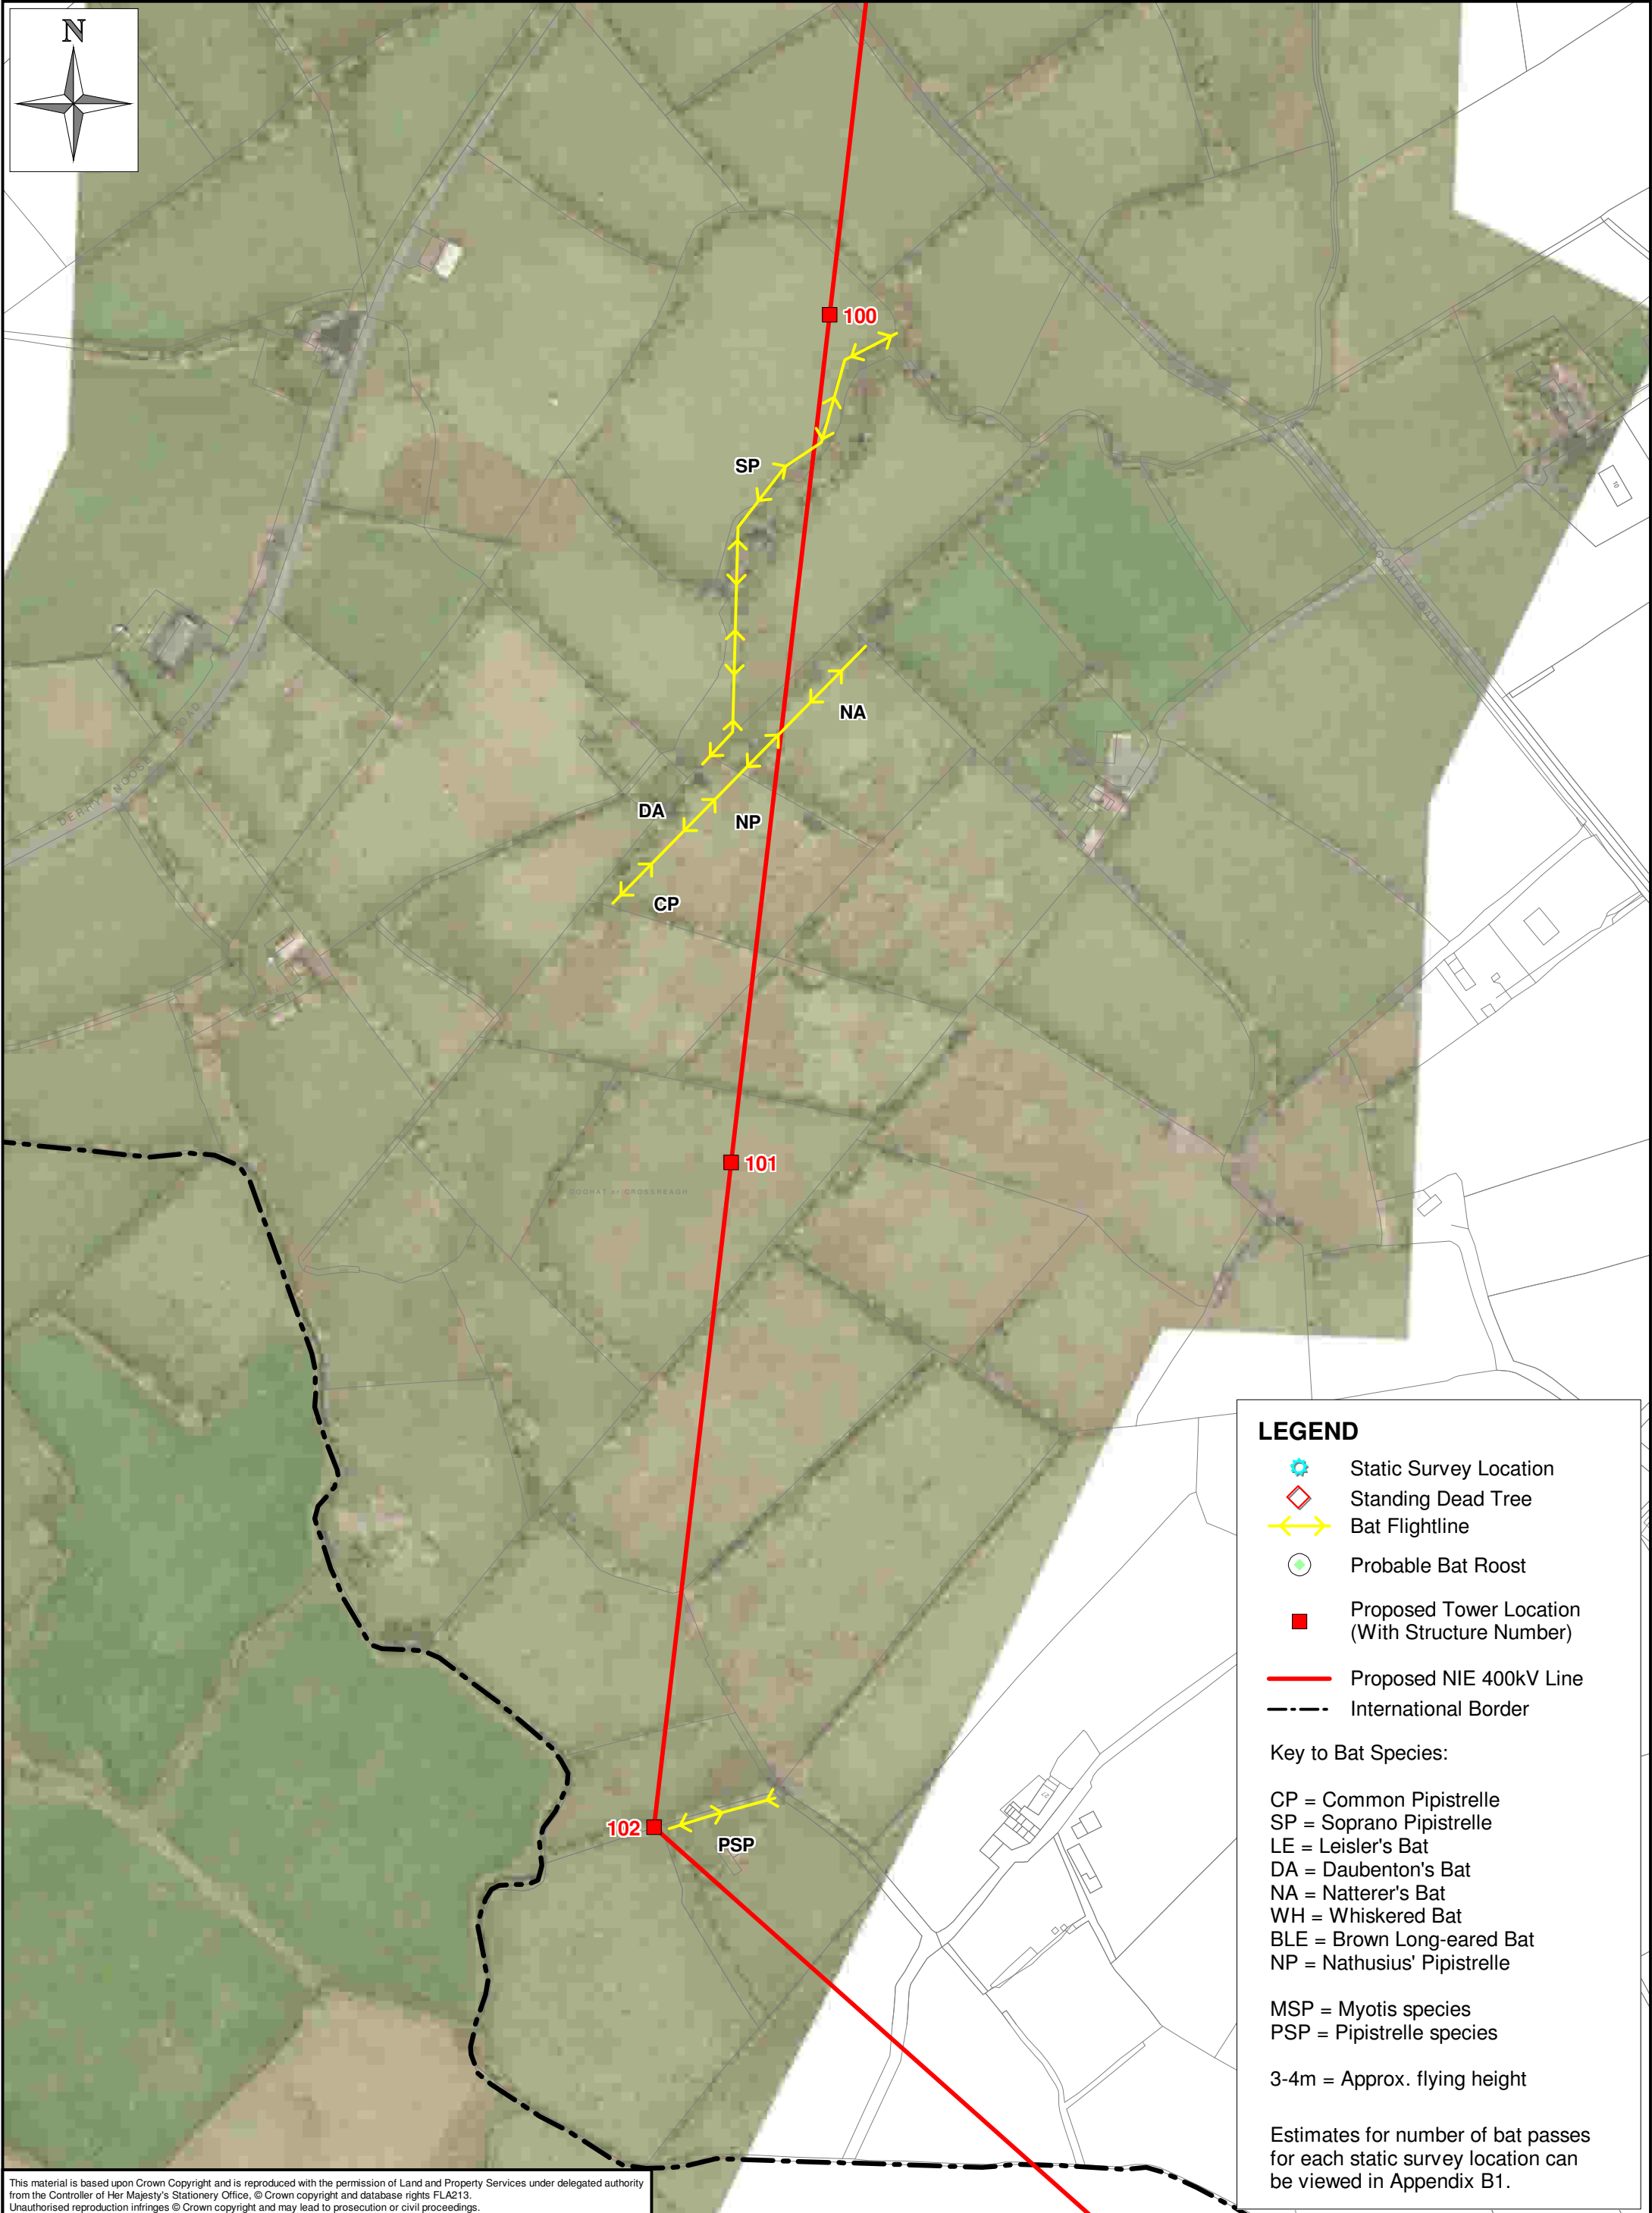 N
100
SP
NA
DA
NP
CP
101
102
PSP
LEGEND
Static Survey Location
Standing Dead Tree
Bat Flightline
Probable Bat Roost
Proposed Tower Location
(With Structure Number)
Proposed NIE 400kV Line
International Border
Key to Bat Species:
CP = Common Pipistrelle
SP = Soprano Pipistrelle
LE = Leisler's Bat
DA = Daubenton's Bat
NA = Natterer's Bat
WH = Whiskered Bat
BLE = Brown Long-eared Bat
NP = Nathusius' Pipistrelle
MSP = Myotis species
PSP = Pipistrelle species
3-4m = Approx. flying height
Estimates for number of bat passes
for each static survey location can
be viewed in Appendix B1.
This material is based upon Crown Copyright and is reproduced with the permission of Land and Property Services under delegated authority
from the Controller of Her Majesty's Stationery Office, © Crown copyright and database rights FLA213.
Unauthorised reproduction infringes © Crown copyright and may lead to prosecution or civil proceedings.